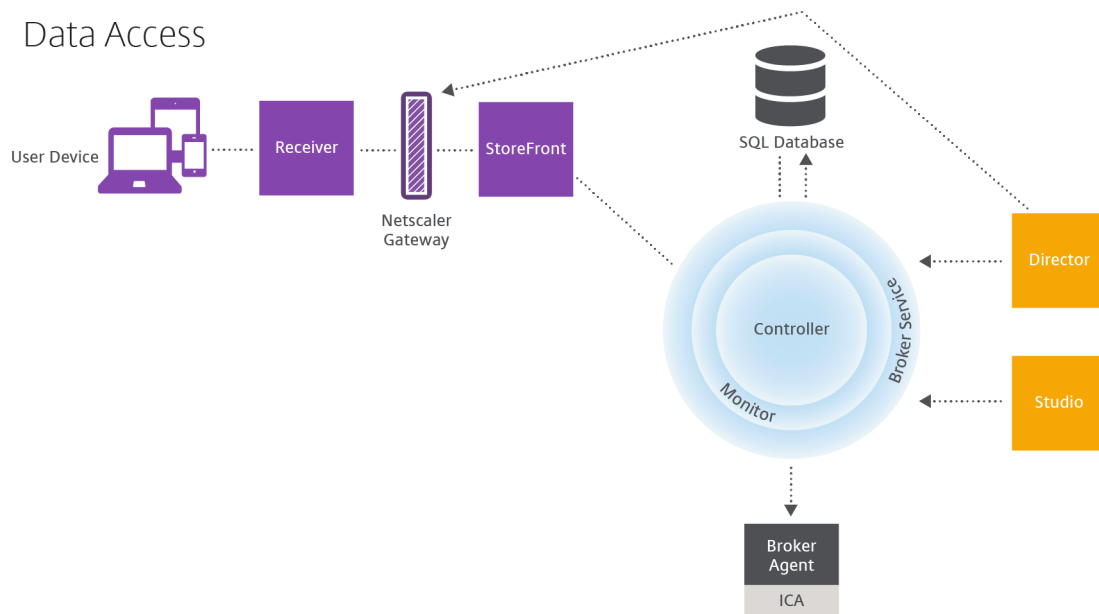 Data Access
User Device
Receiver
Netscaler
Gateway
StoreFront
SQL Database
Controller
Monitor
Broker Service
Director
Studio
Broker
Agent
ICA